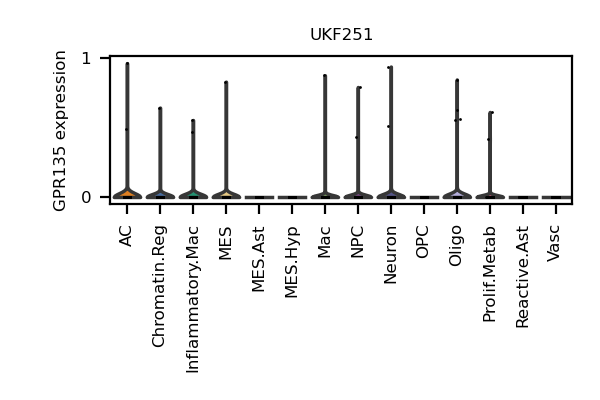 UKF251
GPR135 expression
1
0
AC
Chromatin.Reg
Inflammatory.Mac
MES
MES.Ast
MES.Hyp
Mac
NPC
Neuron
OPC
Oligo
Prolif.Metab
Reactive.Ast
Vasc